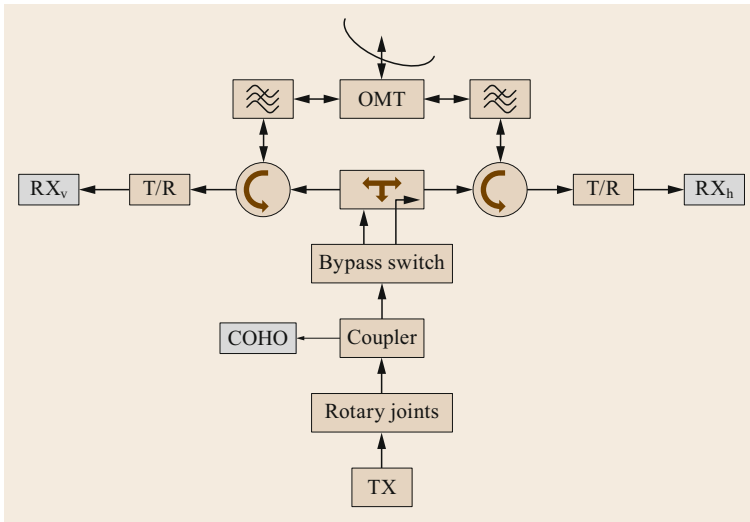 OMT
RXv
T/R
T/R
RXh
Bypass switch
COHO
Coupler
Rotary joints
TX